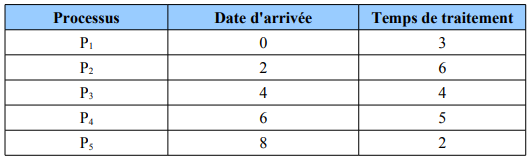 Processus Date d'arrivée Temps de traitement
P₁ 0 3
P₂ 2 6
P₃ 4 4
P₄ 6 5
P₅ 8 2